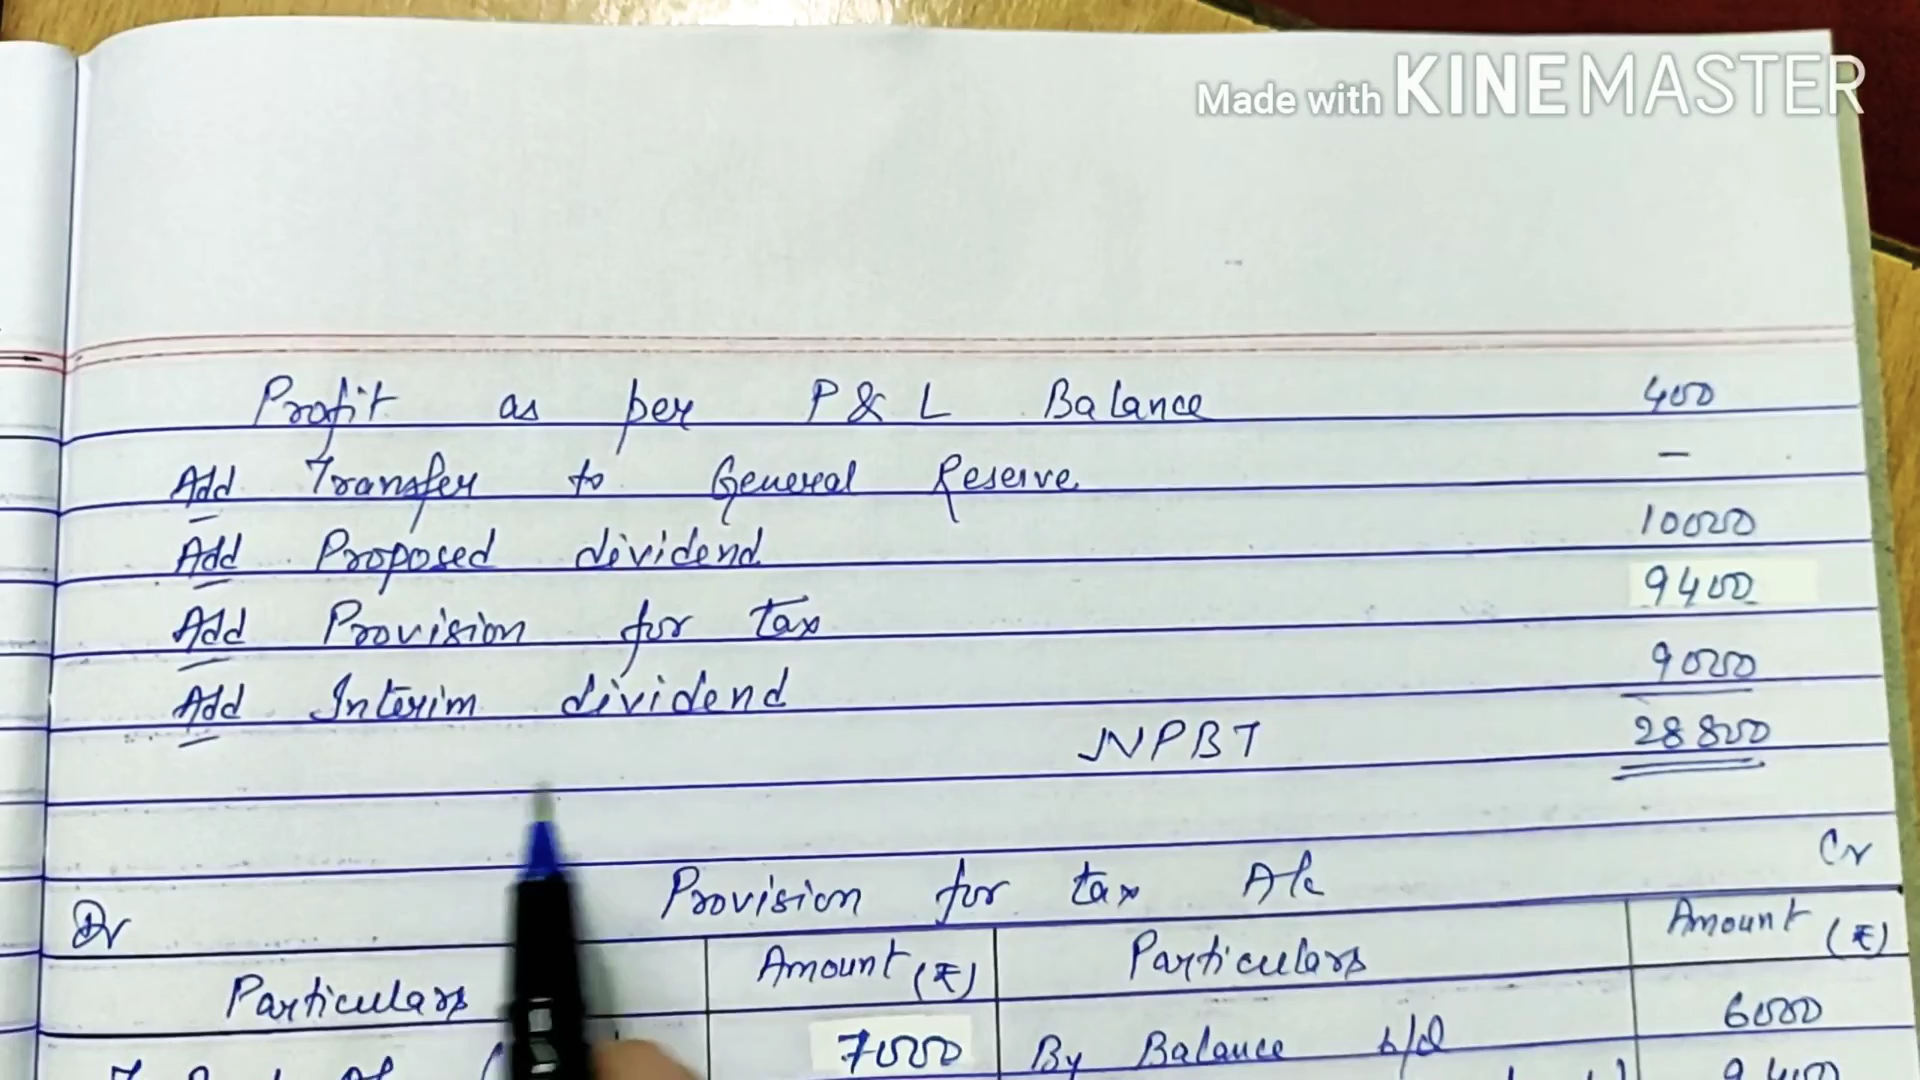 Made with KINEMASTER
Profit as per P & L Balance 400
Add Transfer to General Reserve —
Add Proposed dividend 10000
Add Provision for tax 9400
Add Interim dividend 9000
NPBT 28800
Provision for tax A/c
Dr Cr
Particulars Amount (₹) Particulars Amount (₹)
7000 By Balance b/d 6000
9400